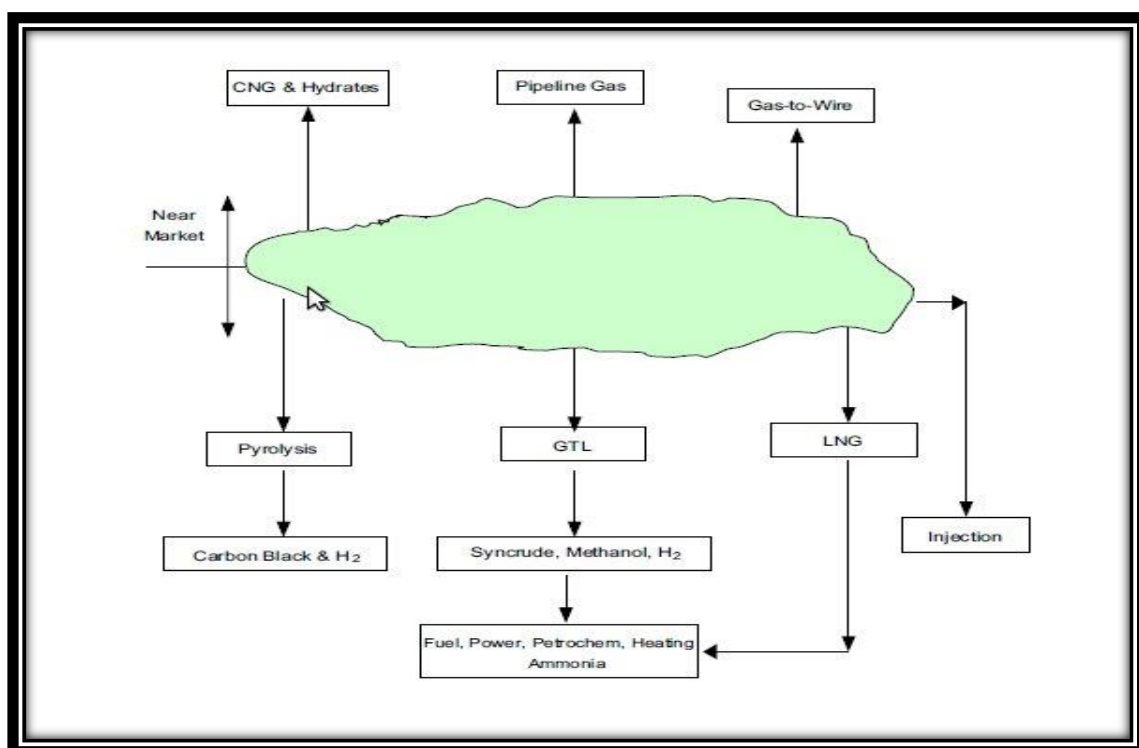 CNG & Hydrates
Pipeline Gas
Gas-to-Wire
Near
Market
Pyrolysis
GTL
LNG
Carbon Black & H2
Syncrude, Methanol, H2
Injection
Fuel, Power, Petrochem, Heating
Ammonia